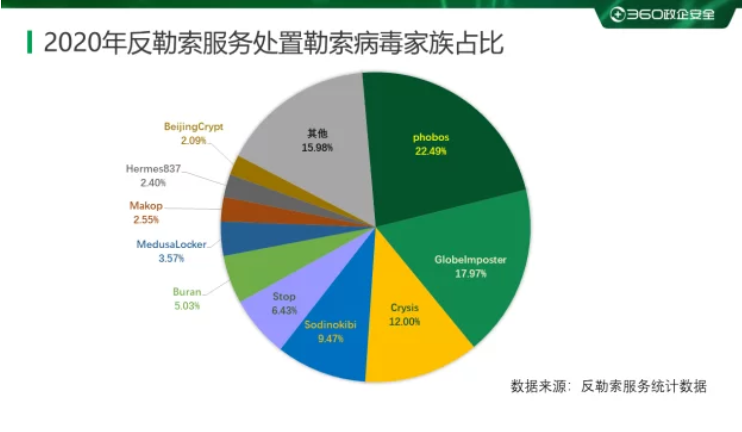 360政企安全
2020年反勒索服务处置勒索病毒家族占比
其他
15.98%
phobos
22.49%
BeijingCrypt
2.09%
Hermes837
2.40%
Makop
2.55%
MedusaLocker
3.57%
Buran
5.03%
Stop
6.43%
Sodinokibi
9.47%
Crysis
12.00%
GlobeImposter
17.97%
数据来源：反勒索服务统计数据